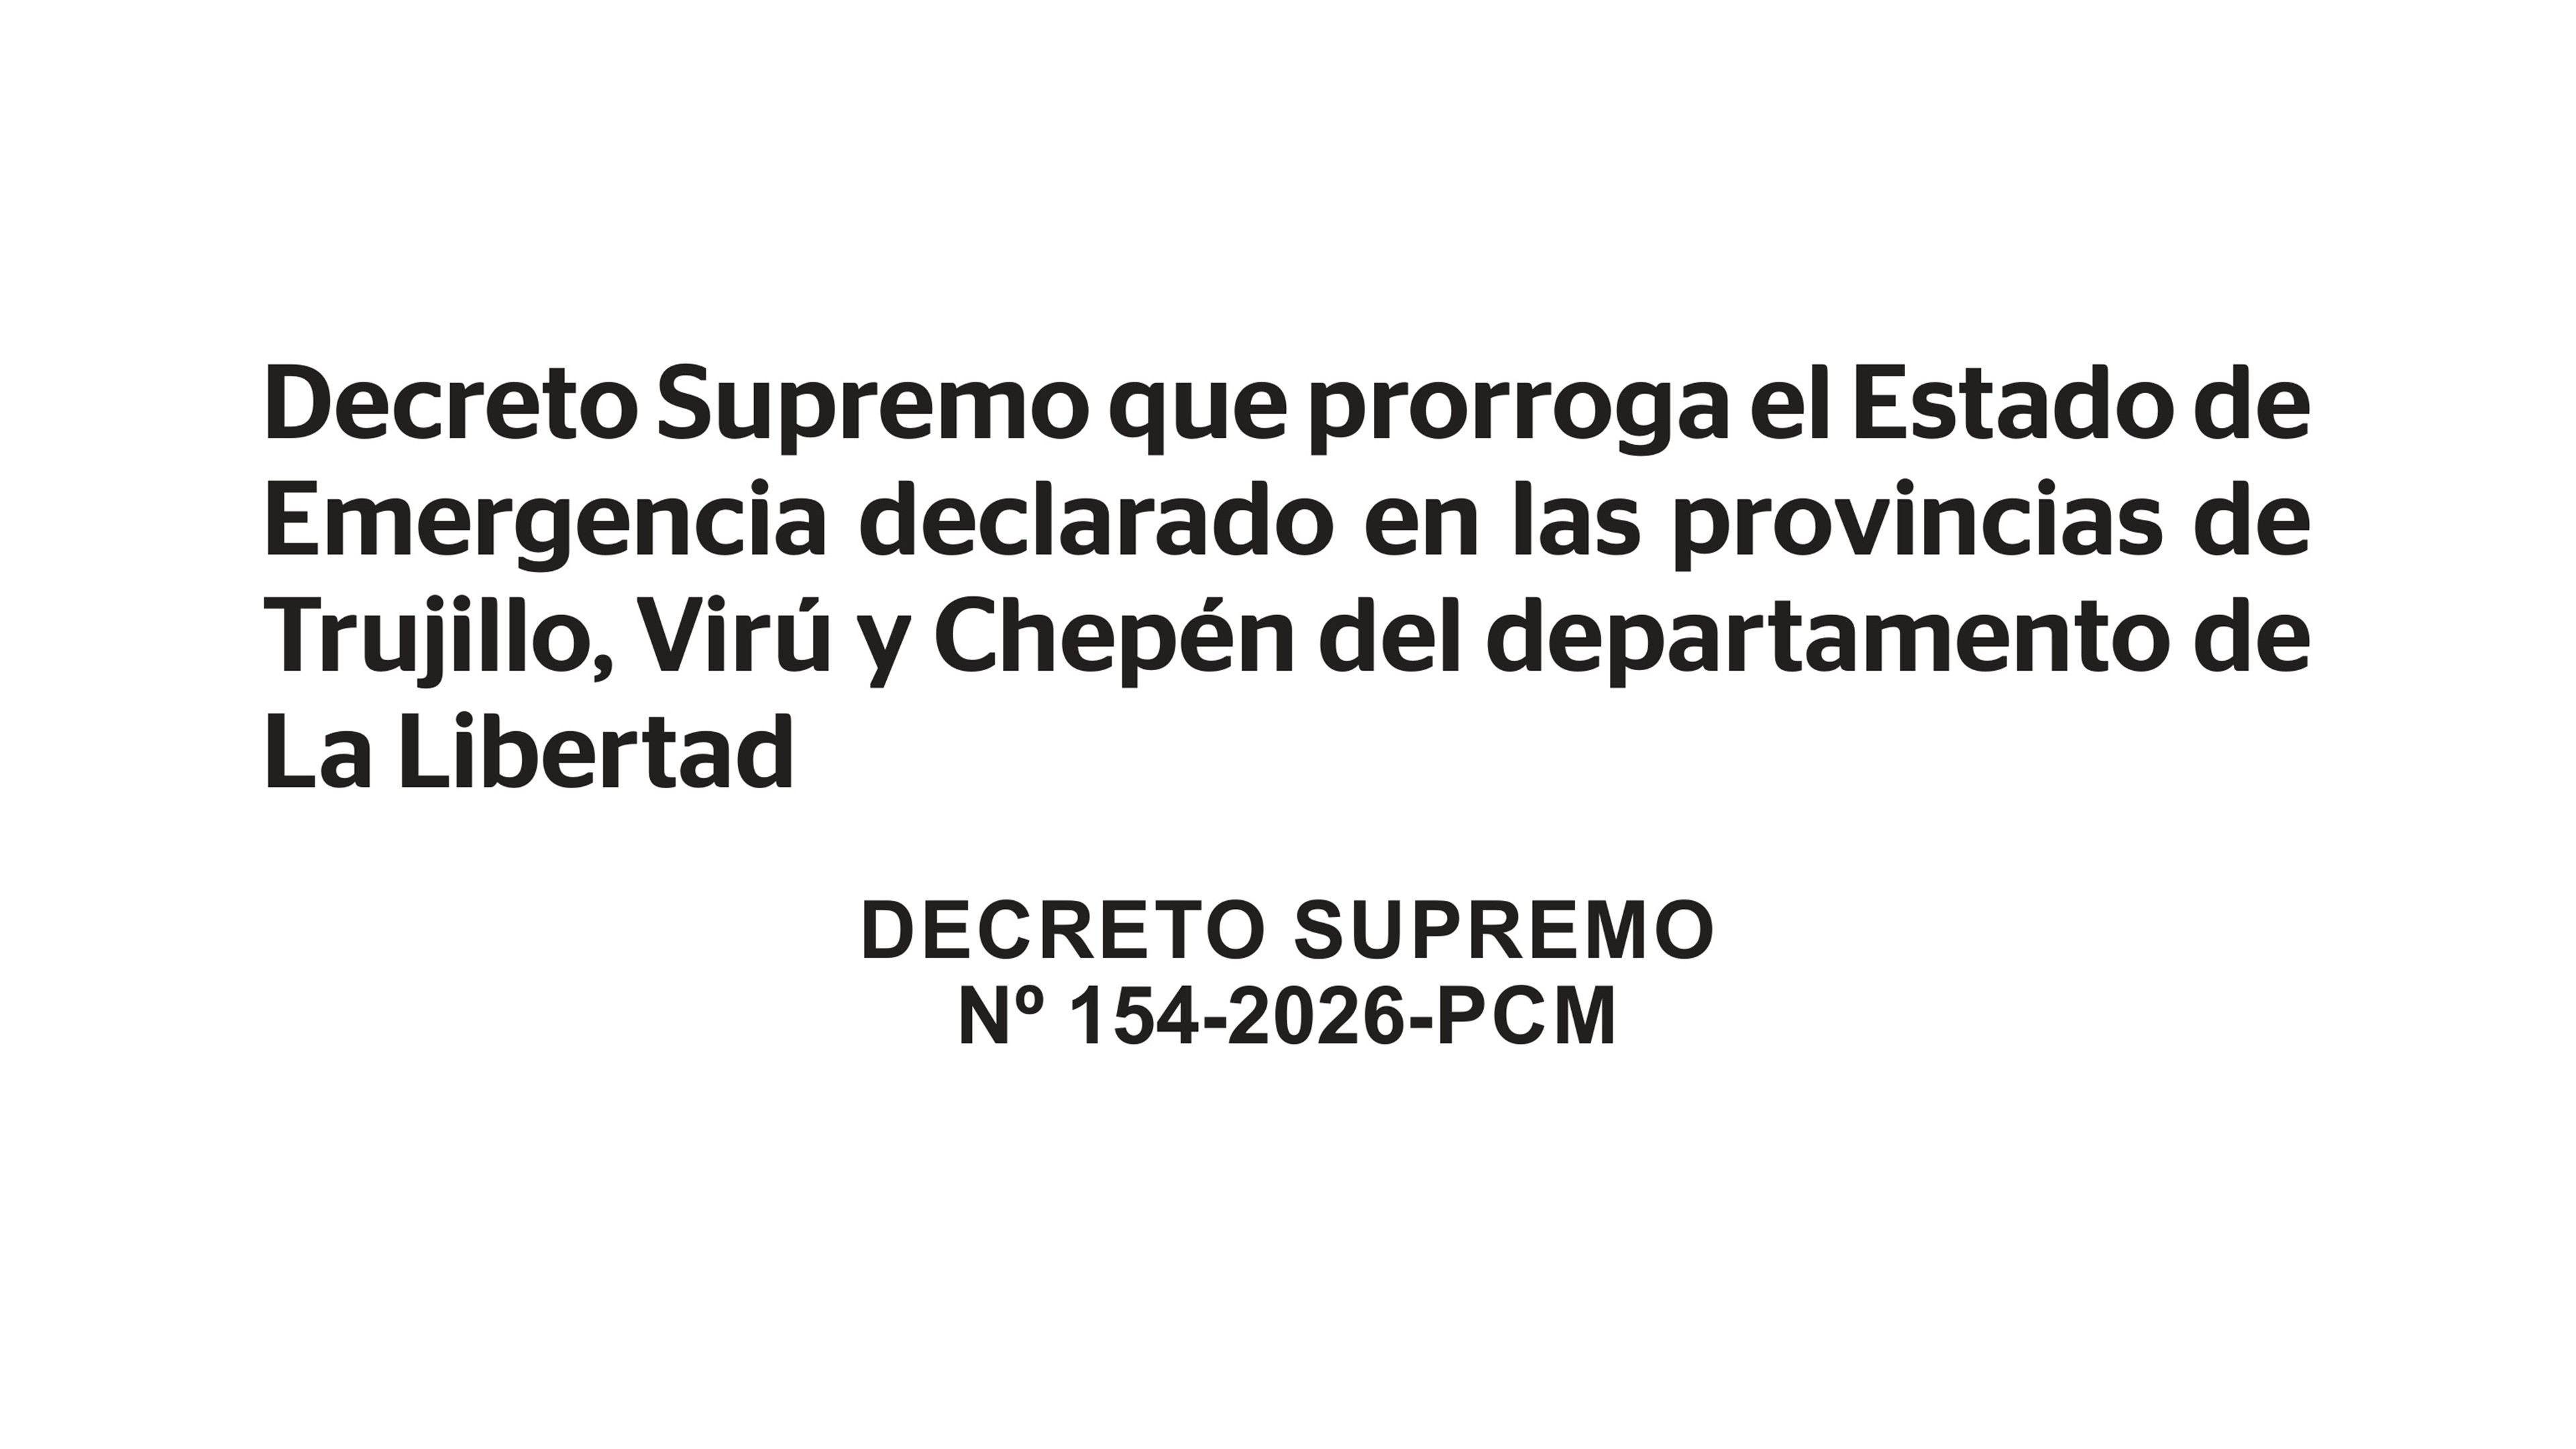 Decreto Supremo que prorroga el Estado de
Emergencia declarado en las provincias de
Trujillo, Virú y Chepén del departamento de
La Libertad
DECRETO SUPREMO
Nº 154-2026-PCM